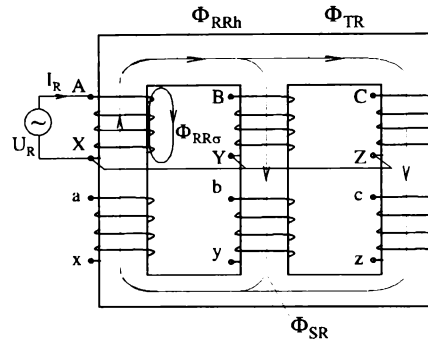 Φ_RRh Φ_TR
I_R A B C
Φ_RRσ
U_R ~ X Y Z
a b c
x y z
Φ_SR